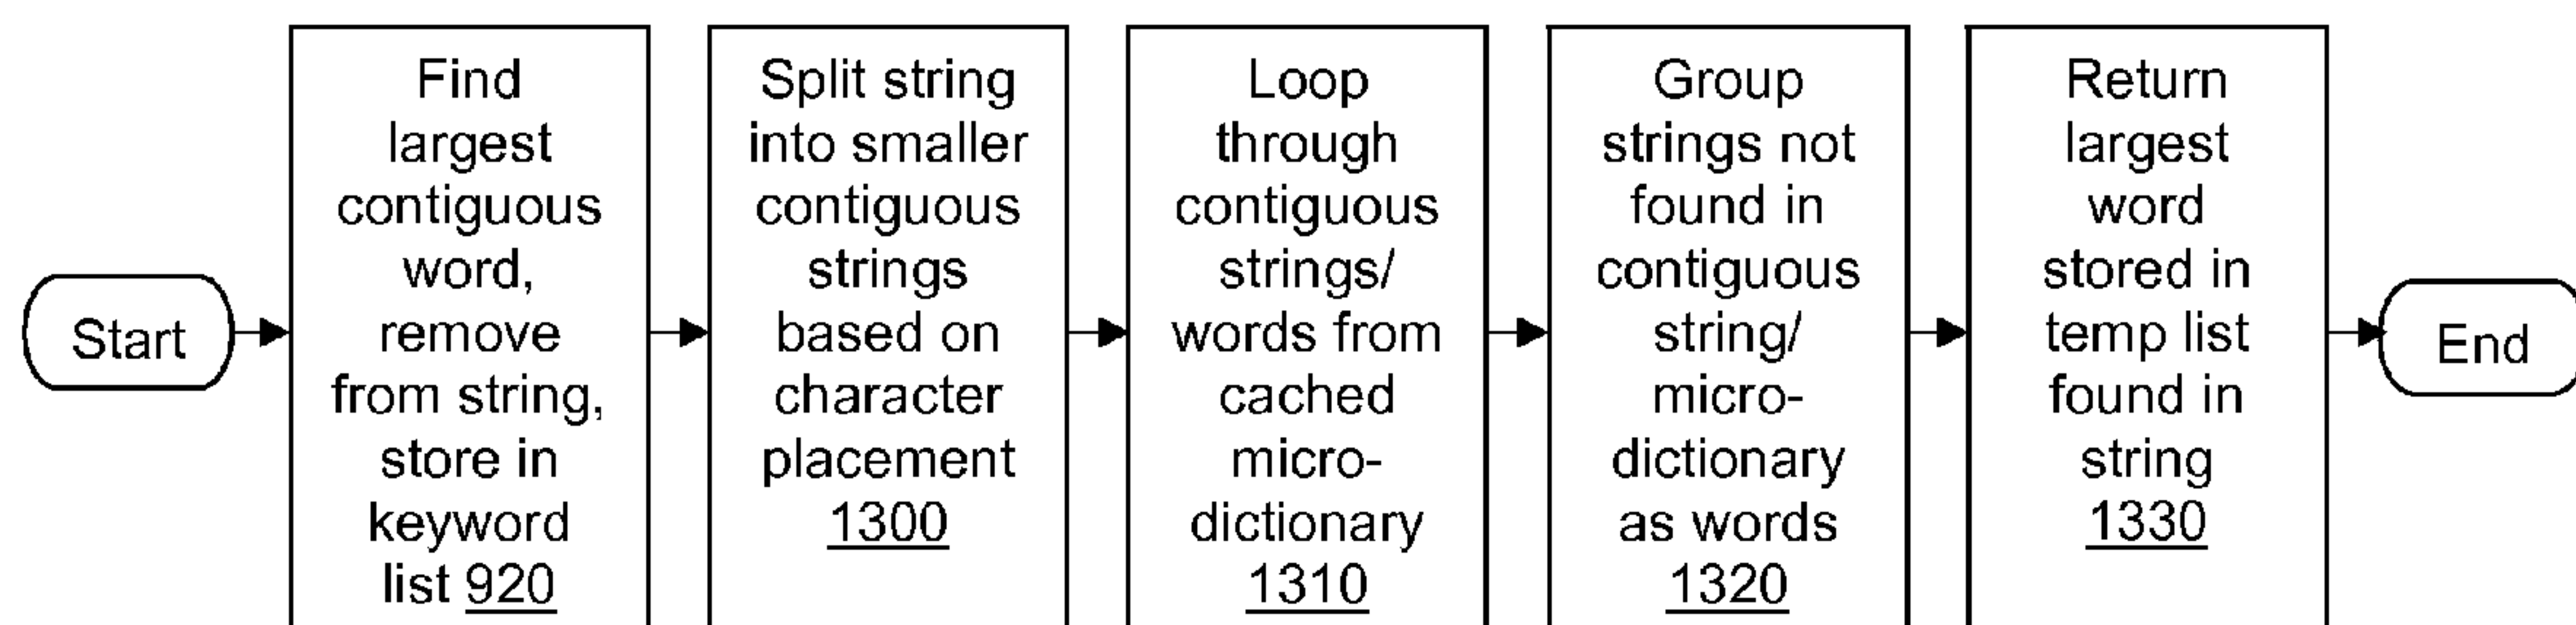 Start
Find
largest
contiguous
word,
remove
from string,
store in
keyword
list 920
Split string
into smaller
contiguous
strings
based on
character
placement
1300
Loop
through
contiguous
strings/
words from
cached
micro-
dictionary
1310
Group
strings not
found in
contiguous
string/
micro-
dictionary
as words
1320
Return
largest
word
stored in
temp list
found in
string
1330
End